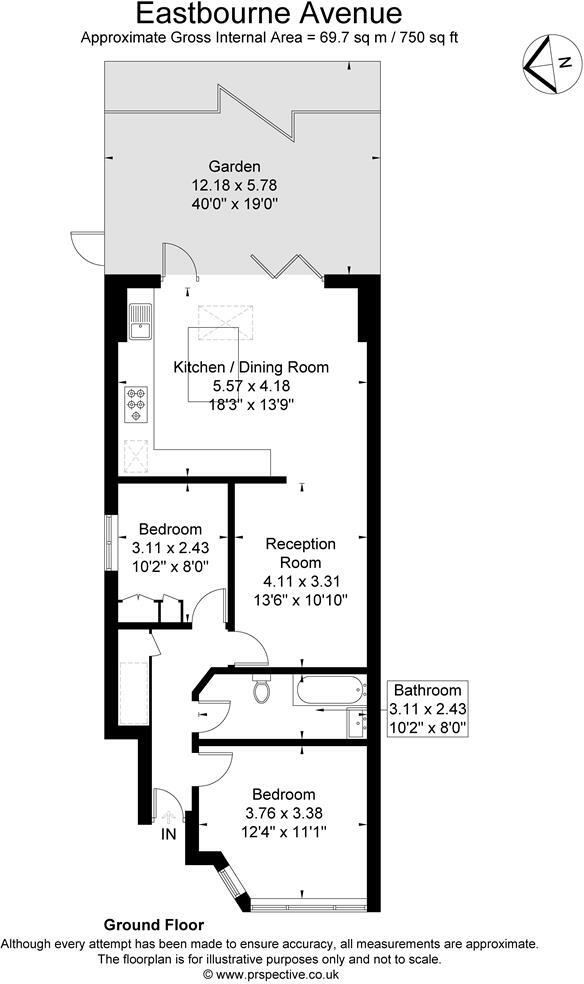 Eastbourne Avenue
Approximate Gross Internal Area = 69.7 sq m / 750 sq ft
N
Garden
12.18 x 5.78
40'0" x 19'0"
Kitchen / Dining Room
5.57 x 4.18
18'3" x 13'9"
Bedroom
3.11 x 2.43
10'2" x 8'0"
Reception
Room
4.11 x 3.31
13'6" x 10'10"
Bathroom
3.11 x 2.43
10'2" x 8'0"
Bedroom
3.76 x 3.38
12'4" x 11'1"
IN
Ground Floor
Although every attempt has been made to ensure accuracy, all measurements are approximate.
The floorplan is for illustrative purposes only and not to scale.
© www.prspective.co.uk